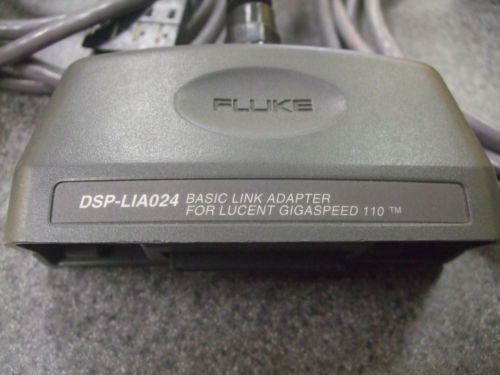 FLUKE
DSP-LIA024 BASIC LINK ADAPTER
FOR LUCENT GIGASPEED 110 ™